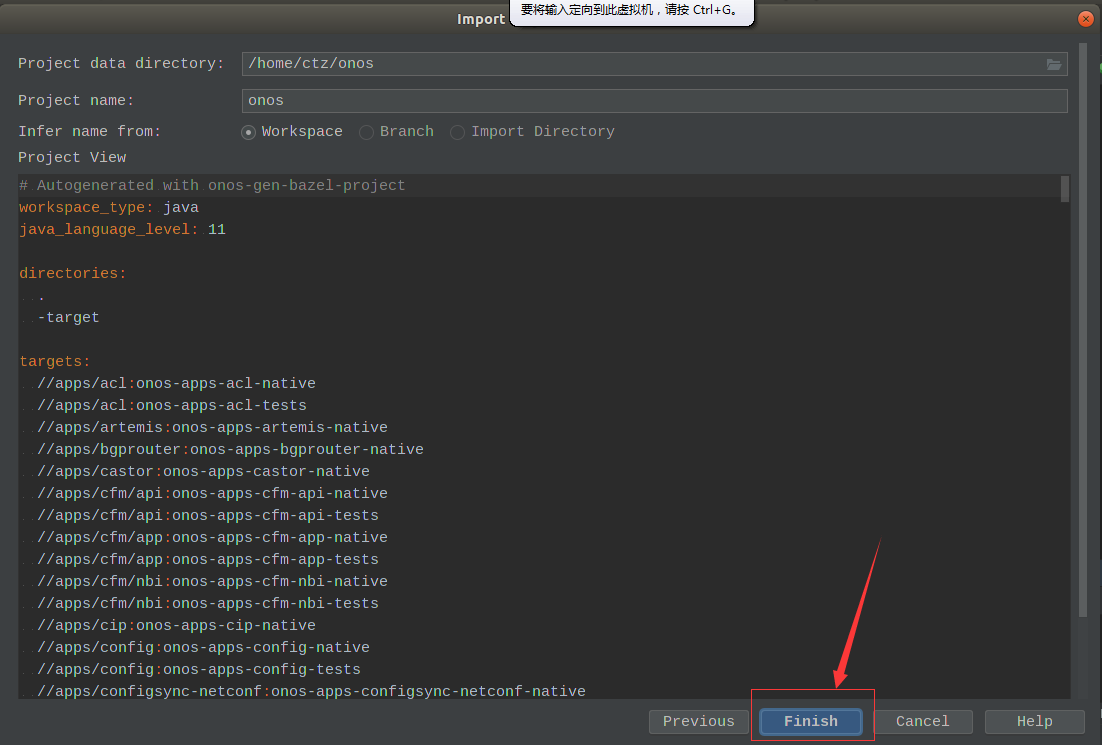 Import
要将输入定向到此虚拟机，请按 Ctrl+G。
Project data directory: /home/ctz/onos
Project name: onos
Infer name from: Workspace Branch Import Directory
Project View
# Autogenerated with onos-gen-bazel-project
workspace_type: java
java_language_level: 11
directories:
.
-target
targets:
//apps/acl:onos-apps-acl-native
//apps/acl:onos-apps-acl-tests
//apps/artemis:onos-apps-artemis-native
//apps/bgprouter:onos-apps-bgprouter-native
//apps/castor:onos-apps-castor-native
//apps/cfm/api:onos-apps-cfm-api-native
//apps/cfm/api:onos-apps-cfm-api-tests
//apps/cfm/app:onos-apps-cfm-app-native
//apps/cfm/app:onos-apps-cfm-app-tests
//apps/cfm/nbi:onos-apps-cfm-nbi-native
//apps/cfm/nbi:onos-apps-cfm-nbi-tests
//apps/cip:onos-apps-cip-native
//apps/config:onos-apps-config-native
//apps/config:onos-apps-config-tests
//apps/configsync-netconf:onos-apps-configsync-netconf-native
Previous Finish Cancel Help